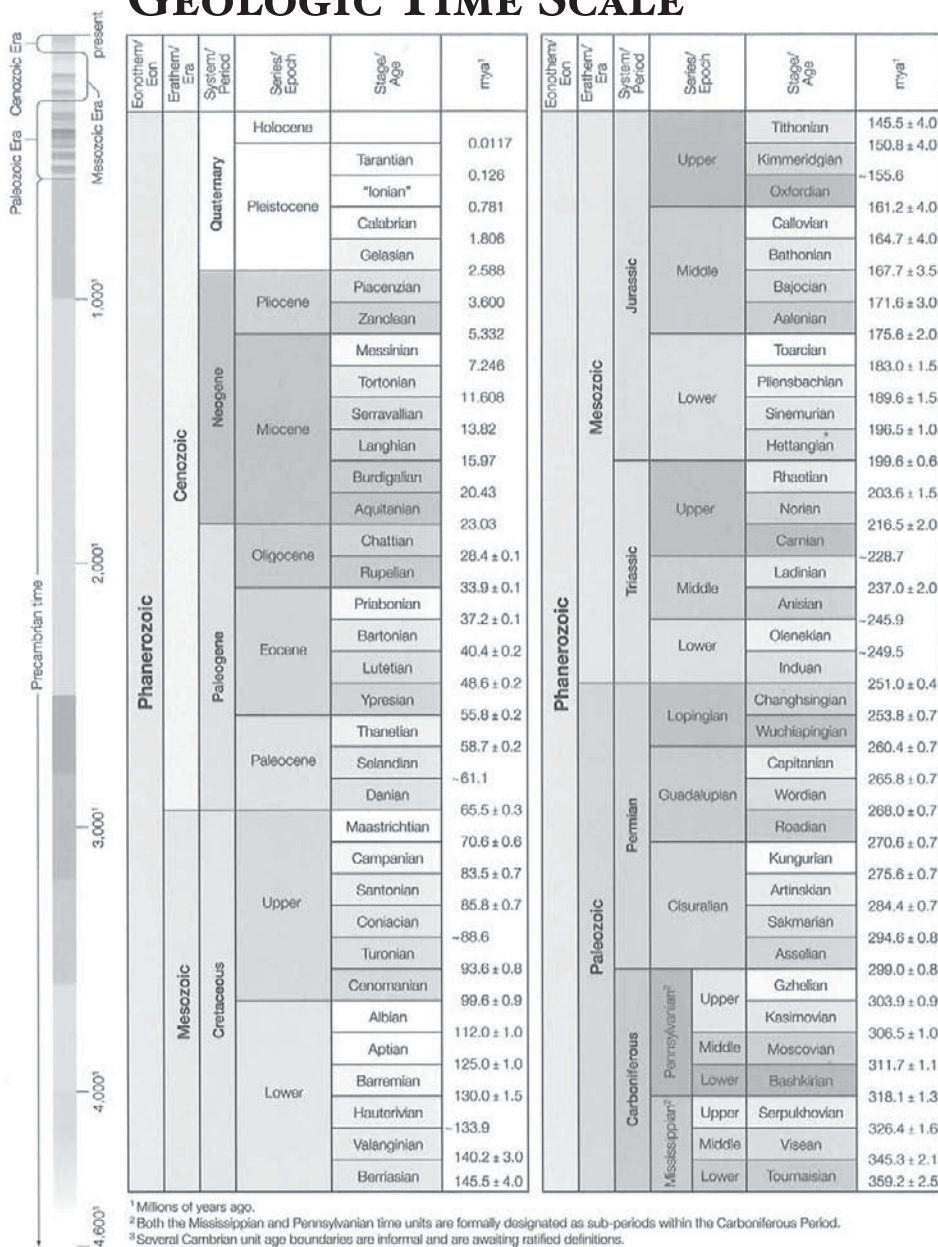 GEOLOGIC TIME SCALE
Paleozoic Era
Cenozoic Era
Mesozoic Era
present
1,000¹
2,000¹
Precambrian time
3,000¹
4,000¹
4,600¹
Eonothem/ Eon
Erathem/ Era
System/ Period
Series/ Epoch
Stage/ Age
mya¹
Phanerozoic
Cenozoic
Quaternary
Holocene
0.0117
Pleistocene
Tarantian
0.126
"Ionian"
0.781
Calabrian
1.806
Gelasian
2.588
Neogene
Pliocene
Piacenzian
3.600
Zanclean
5.332
Miocene
Messinian
7.246
Tortonian
11.608
Serravallian
13.82
Langhian
15.97
Burdigalian
20.43
Aquitanian
23.03
Paleogene
Oligocene
Chattian
28.4 ± 0.1
Rupelian
33.9 ± 0.1
Eocene
Priabonian
37.2 ± 0.1
Bartonian
40.4 ± 0.2
Lutetian
48.6 ± 0.2
Ypresian
55.8 ± 0.2
Paleocene
Thanetian
58.7 ± 0.2
Selandian
~61.1
Danian
65.5 ± 0.3
Mesozoic
Cretaceous
Upper
Maastrichtian
70.6 ± 0.6
Campanian
83.5 ± 0.7
Santonian
85.8 ± 0.7
Coniacian
~88.6
Turonian
93.6 ± 0.8
Cenomanian
99.6 ± 0.9
Lower
Albian
112.0 ± 1.0
Aptian
125.0 ± 1.0
Barremian
130.0 ± 1.5
Hauterivian
~133.9
Valanginian
140.2 ± 3.0
Berriasian
145.5 ± 4.0
Eonothem/ Eon
Erathem/ Era
System/ Period
Series/ Epoch
Stage/ Age
mya¹
Phanerozoic
Mesozoic
Jurassic
145.5 ± 4.0
Upper
Tithonian
150.8 ± 4.0
Kimmeridgian
~155.6
Oxfordian
161.2 ± 4.0
Middle
Callovian
164.7 ± 4.0
Bathonian
167.7 ± 3.5
Bajocian
171.6 ± 3.0
Aalenian
175.6 ± 2.0
Lower
Toarcian
183.0 ± 1.5
Pliensbachian
189.6 ± 1.5
Sinemurian
196.5 ± 1.0
Hettangian
199.6 ± 0.6
Triassic
Upper
Rhaetian
203.6 ± 1.5
Norian
216.5 ± 2.0
Carnian
~228.7
Middle
Ladinian
237.0 ± 2.0
Anisian
~245.9
Lower
Olenekian
~249.5
Induan
251.0 ± 0.4
Paleozoic
Permian
Lopingian
Changhsingian
253.8 ± 0.7
Wuchiapingian
260.4 ± 0.7
Guadalupian
Capitanian
265.8 ± 0.7
Wordian
268.0 ± 0.7
Roadian
270.6 ± 0.7
Cisuralian
Kungurian
275.6 ± 0.7
Artinskian
284.4 ± 0.7
Sakmarian
294.6 ± 0.8
Asselian
299.0 ± 0.8
Carboniferous
Pennsylvanian²
Upper
Gzhelian
303.9 ± 0.9
Kasimovian
306.5 ± 1.0
Middle
Moscovian
311.7 ± 1.1
Lower
Bashkirian
318.1 ± 1.3
Mississippian²
Upper
Serpukhovian
326.4 ± 1.6
Middle
Visean
345.3 ± 2.1
Lower
Tournaisian
359.2 ± 2.5
¹ Millions of years ago.
² Both the Mississippian and Pennsylvanian time units are formally designated as sub-periods within the Carboniferous Period.
³ Several Cambrian unit age boundaries are informal and are awaiting ratified definitions.